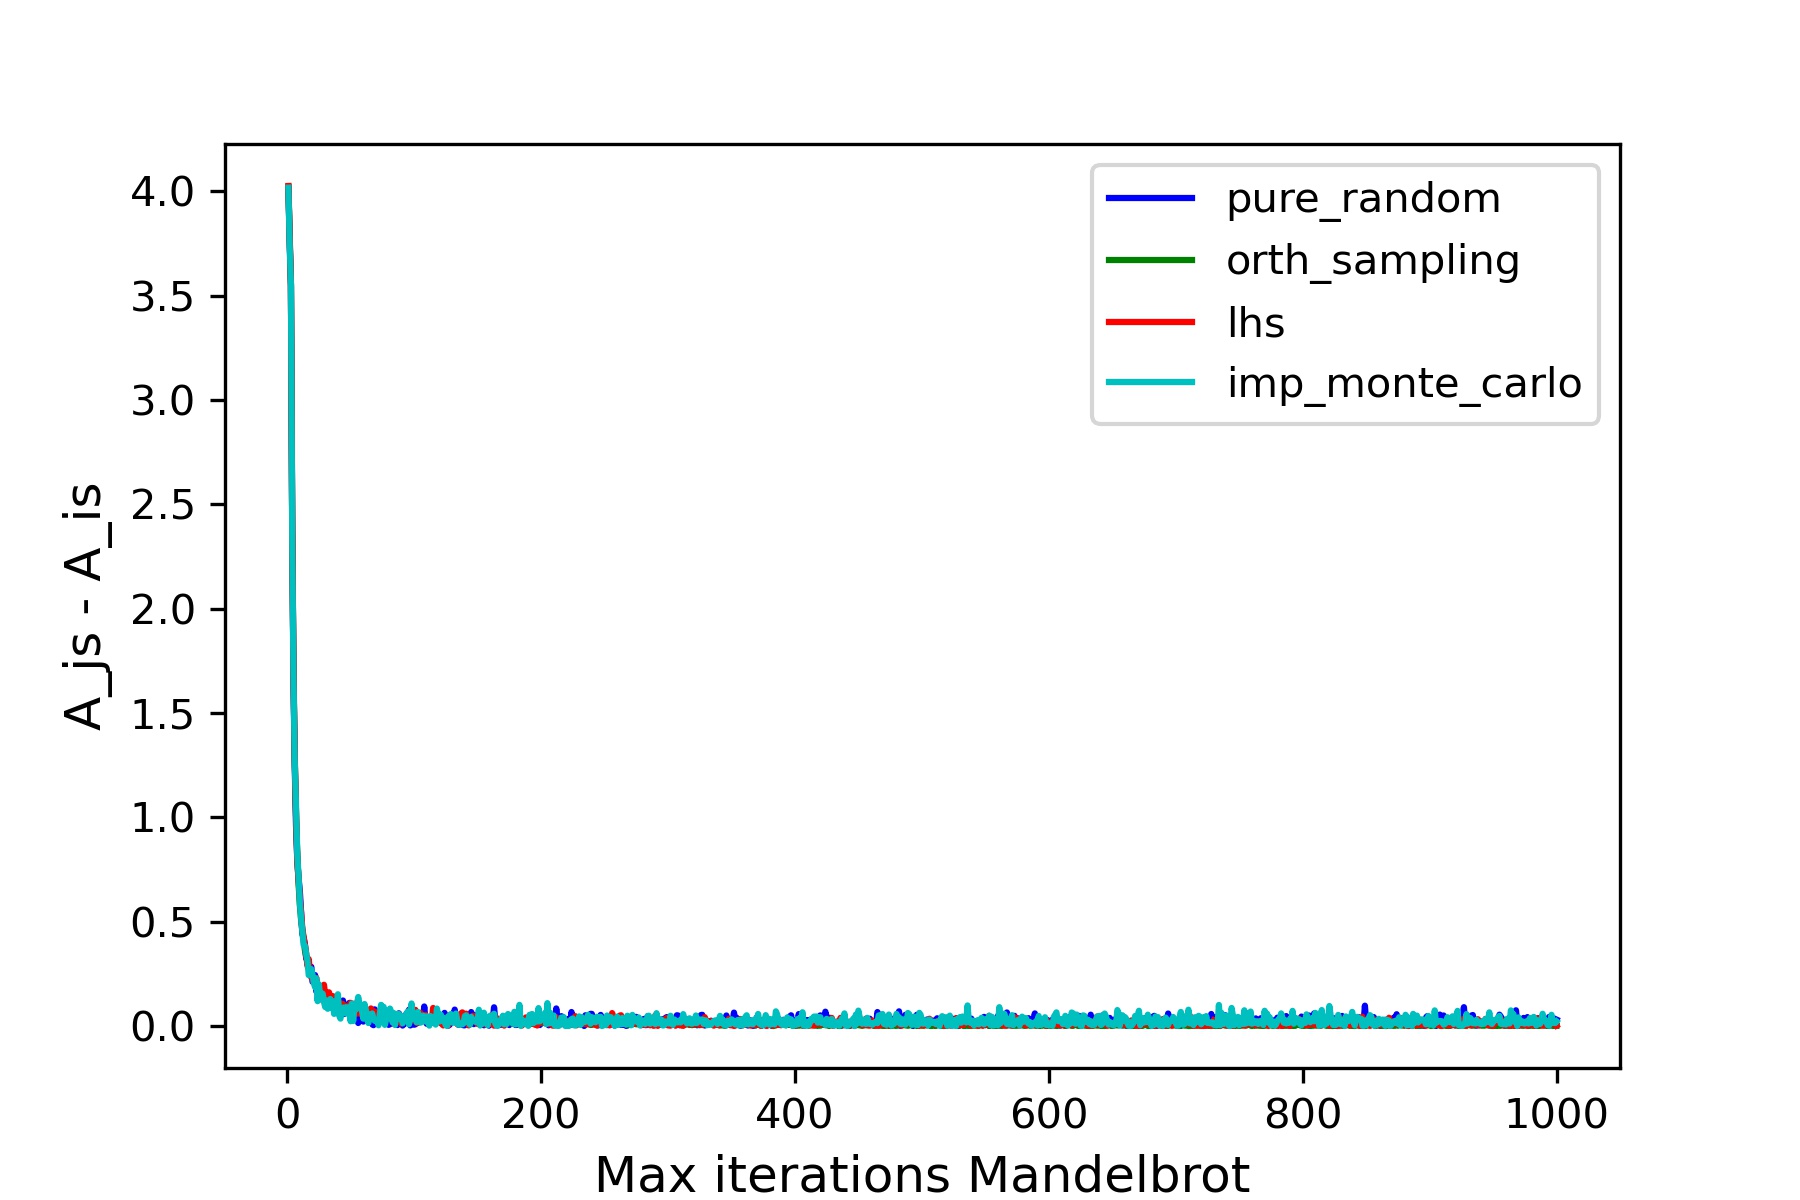 4.0
3.5
3.0
2.5
2.0
1.5
1.0
0.5
0.0
A_js - A_is
pure_random
orth_sampling
lhs
imp_monte_carlo
0 200 400 600 800 1000
Max iterations Mandelbrot